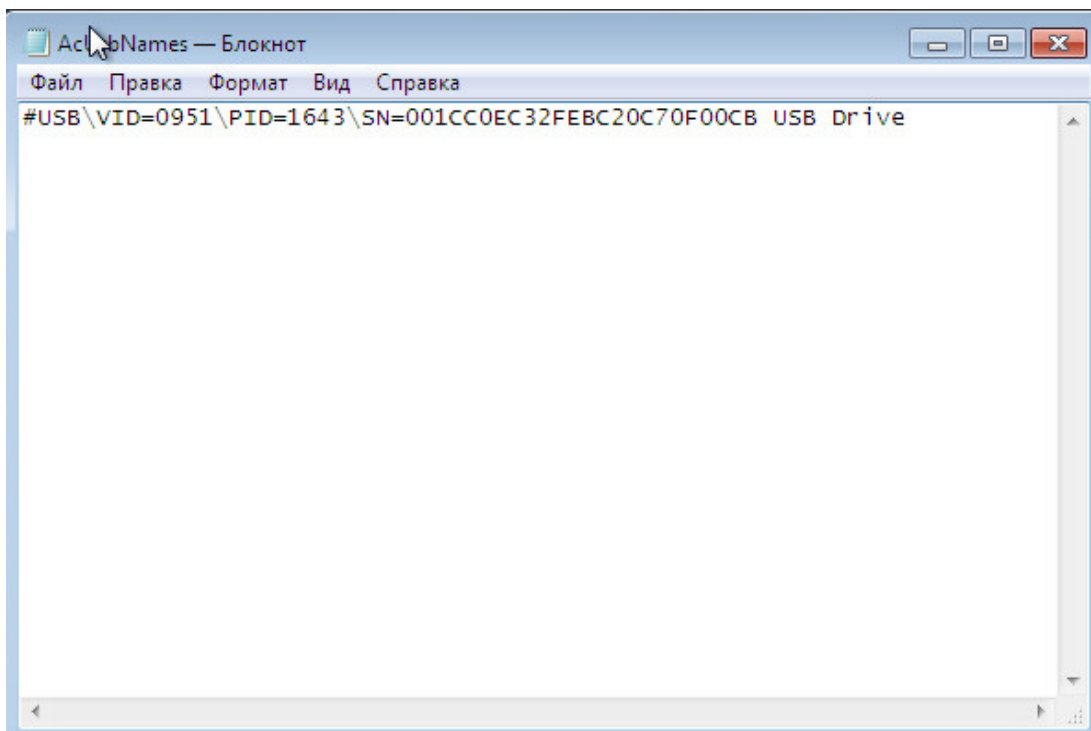 — Блокнот
Файл Правка Формат Вид Справка
#USB\VID=0951\PID=1643\SN=001CC0EC32FEBC20C70F00CB USB Drive